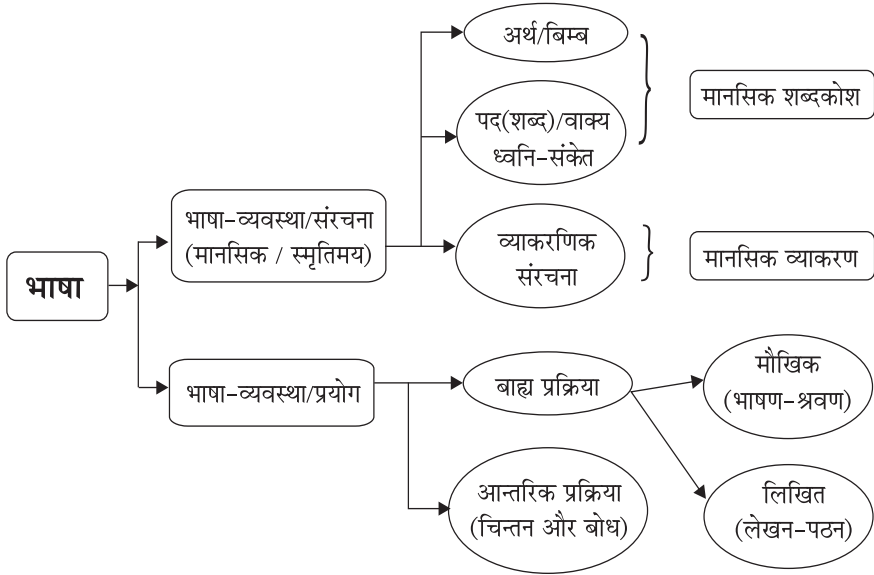 अर्थ/बिम्ब
पद(शब्द)/वाक्य
ध्वनि-संकेत
मानसिक शब्दकोश
भाषा-व्यवस्था/संरचना
(मानसिक / स्मृतिमय)
व्याकरणिक
संरचना
मानसिक व्याकरण
भाषा
भाषा-व्यवस्था/प्रयोग
बाह्य प्रक्रिया
मौखिक
(भाषण-श्रवण)
आन्तरिक प्रक्रिया
(चिन्तन और बोध)
लिखित
(लेखन-पठन)